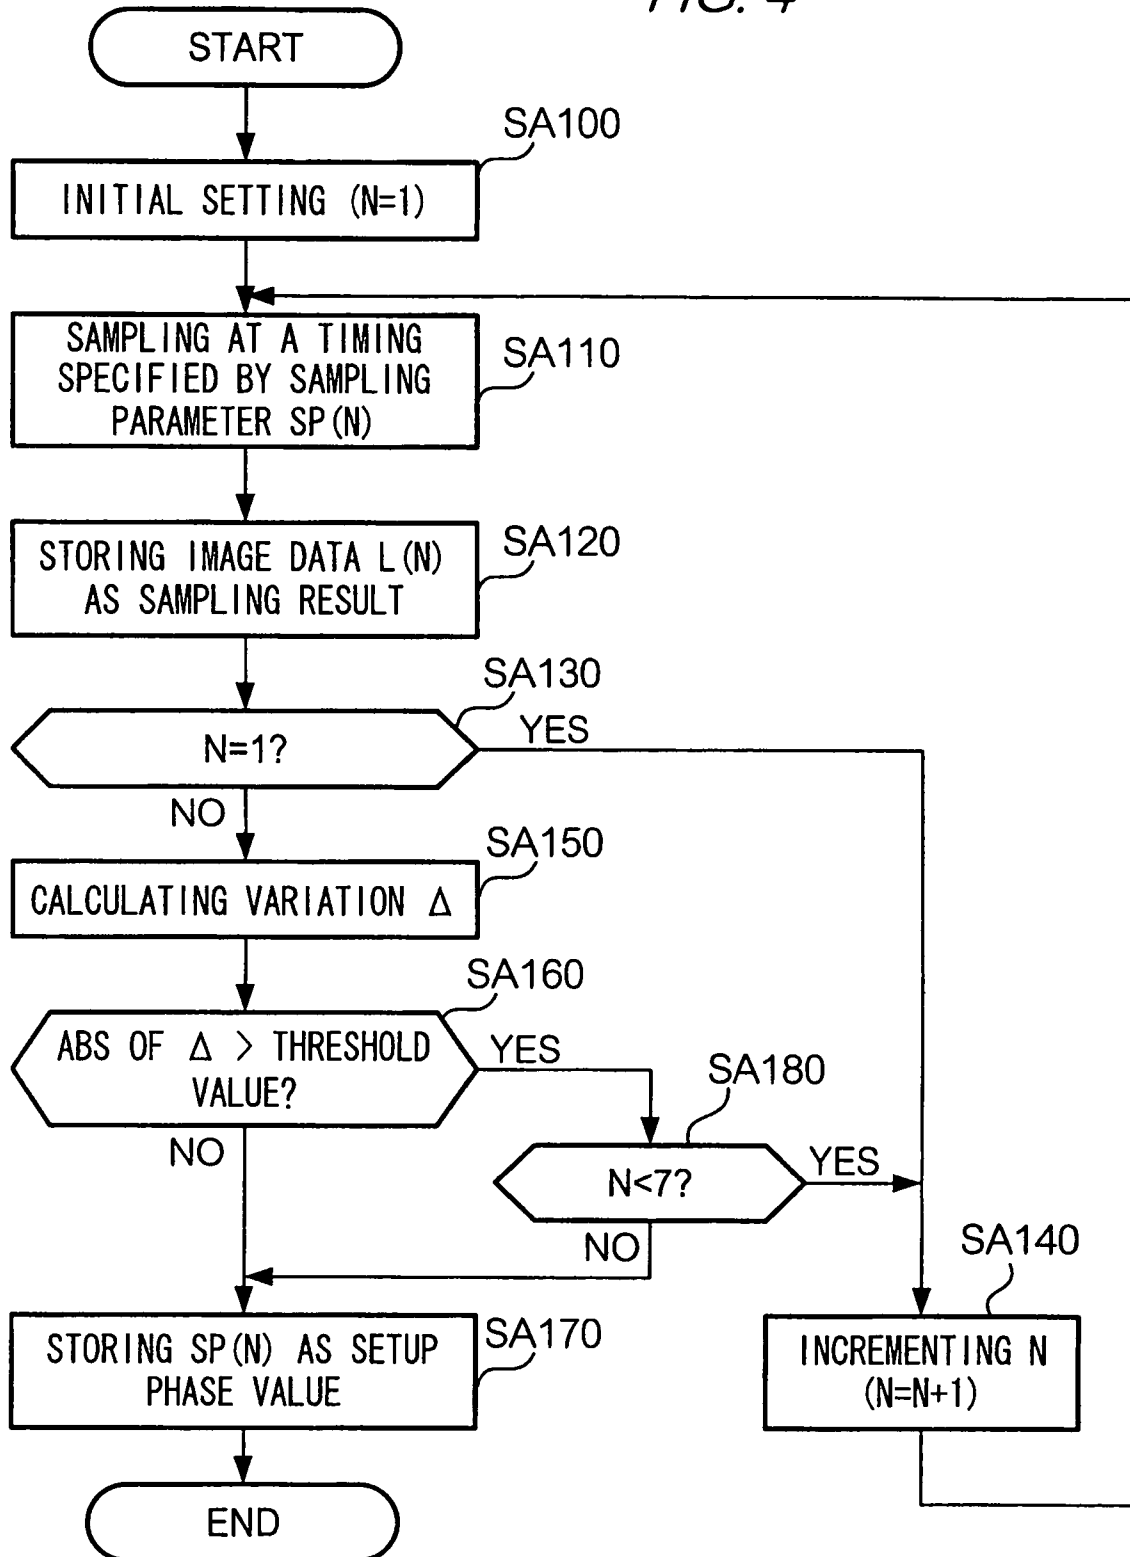 FIG. 4
START
SA100
INITIAL SETTING (N=1)
SAMPLING AT A TIMING
SPECIFIED BY SAMPLING
PARAMETER SP(N)
SA110
STORING IMAGE DATA L(N)
AS SAMPLING RESULT
SA120
SA130
N=1?
YES
NO
SA150
CALCULATING VARIATION Δ
SA160
ABS OF Δ > THRESHOLD
VALUE?
YES
NO
SA180
N<7?
YES
NO
SA140
INCREMENTING N
(N=N+1)
STORING SP(N) AS SETUP
PHASE VALUE
SA170
END